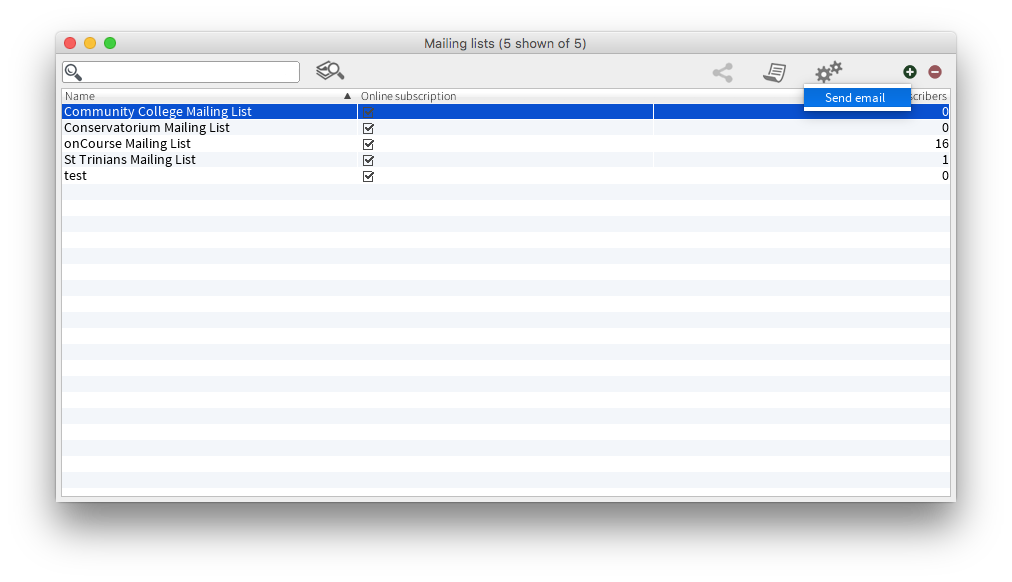 Mailing lists (5 shown of 5)
Send email
Name Online subscription scribers
Community College Mailing List 0
Conservatorium Mailing List 0
onCourse Mailing List 16
St Trinians Mailing List 1
test 0